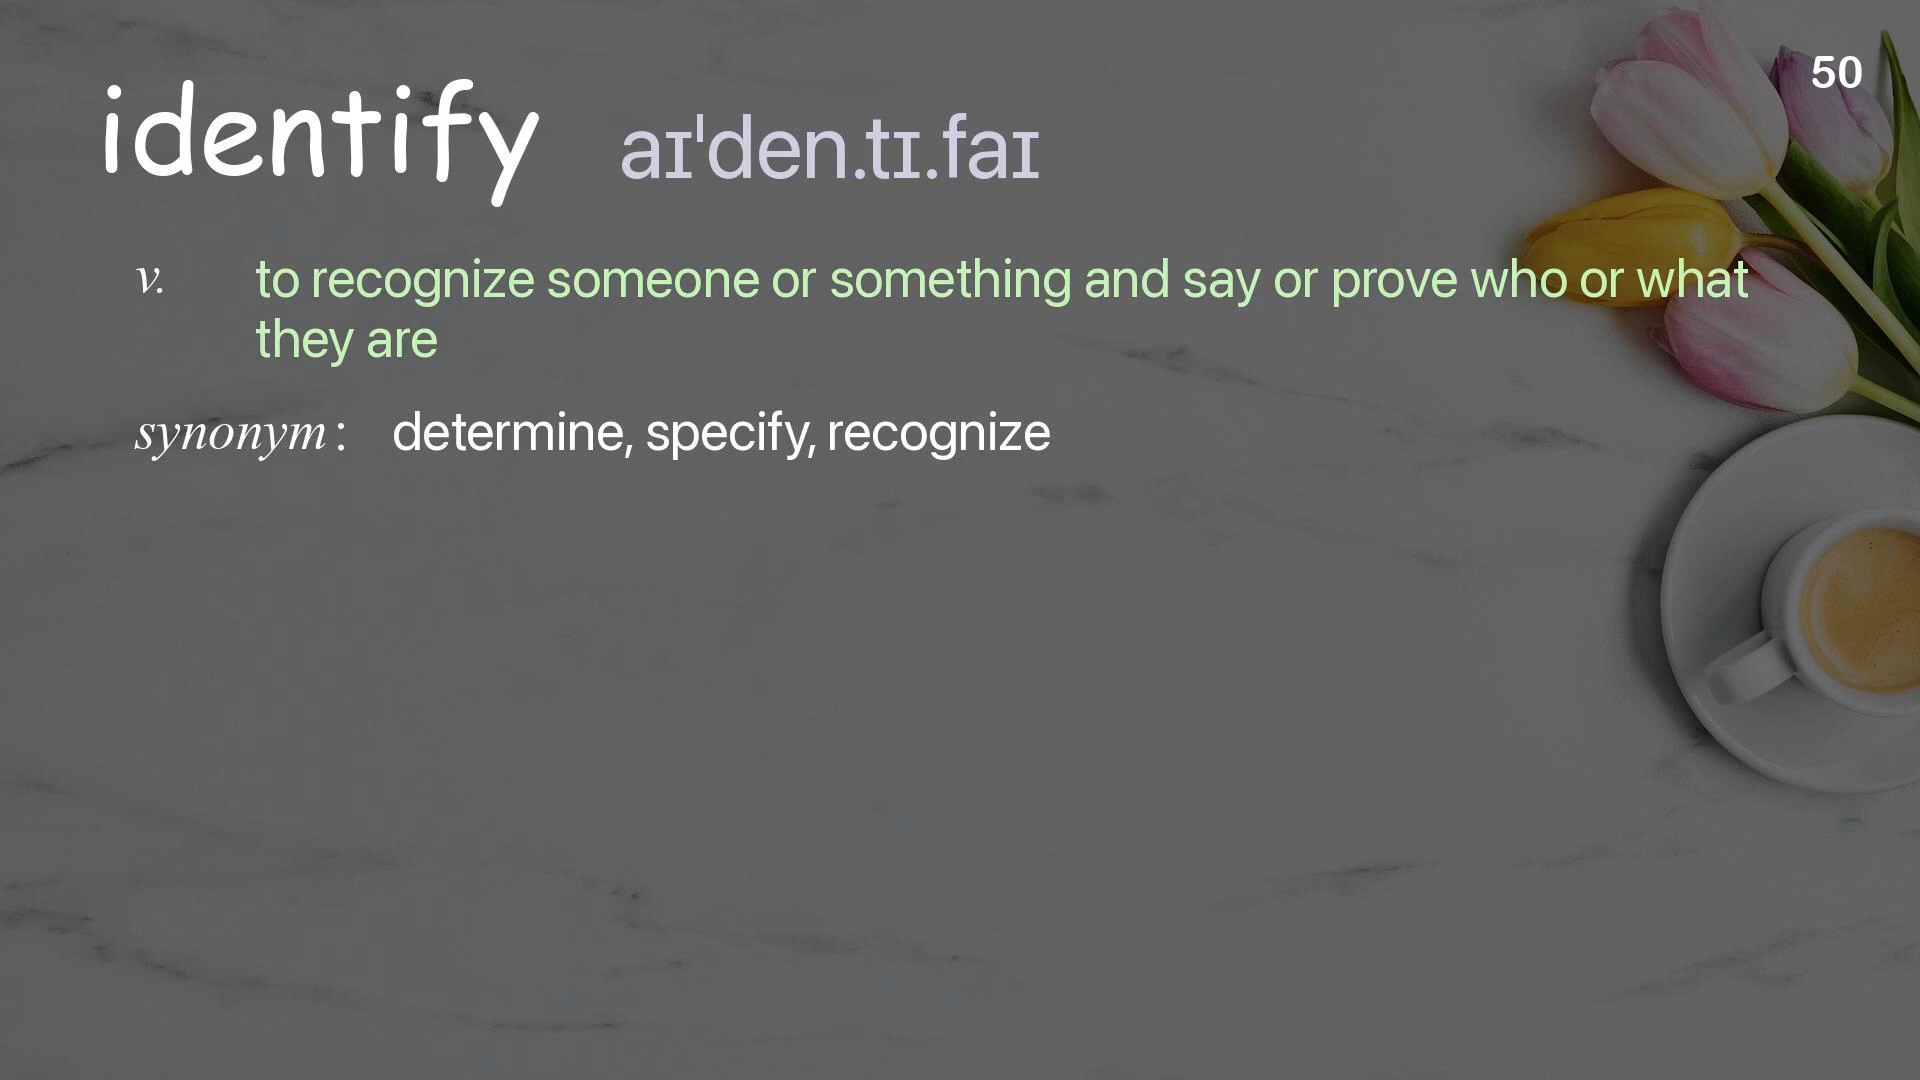 50
identify aɪˈden.tɪ.faɪ
v. to recognize someone or something and say or prove who or what
they are
synonym: determine, specify, recognize